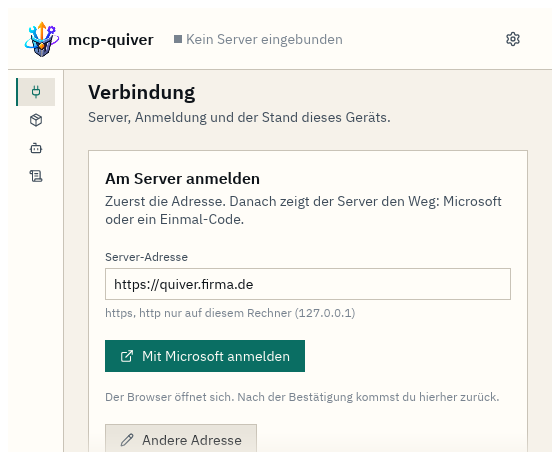 mcp-quiver
Kein Server eingebunden
Verbindung
Server, Anmeldung und der Stand dieses Geräts.
Am Server anmelden
Zuerst die Adresse. Danach zeigt der Server den Weg: Microsoft
oder ein Einmal-Code.
Server-Adresse
https://quiver.firma.de
https, http nur auf diesem Rechner (127.0.0.1)
Mit Microsoft anmelden
Der Browser öffnet sich. Nach der Bestätigung kommst du hierher zurück.
Andere Adresse